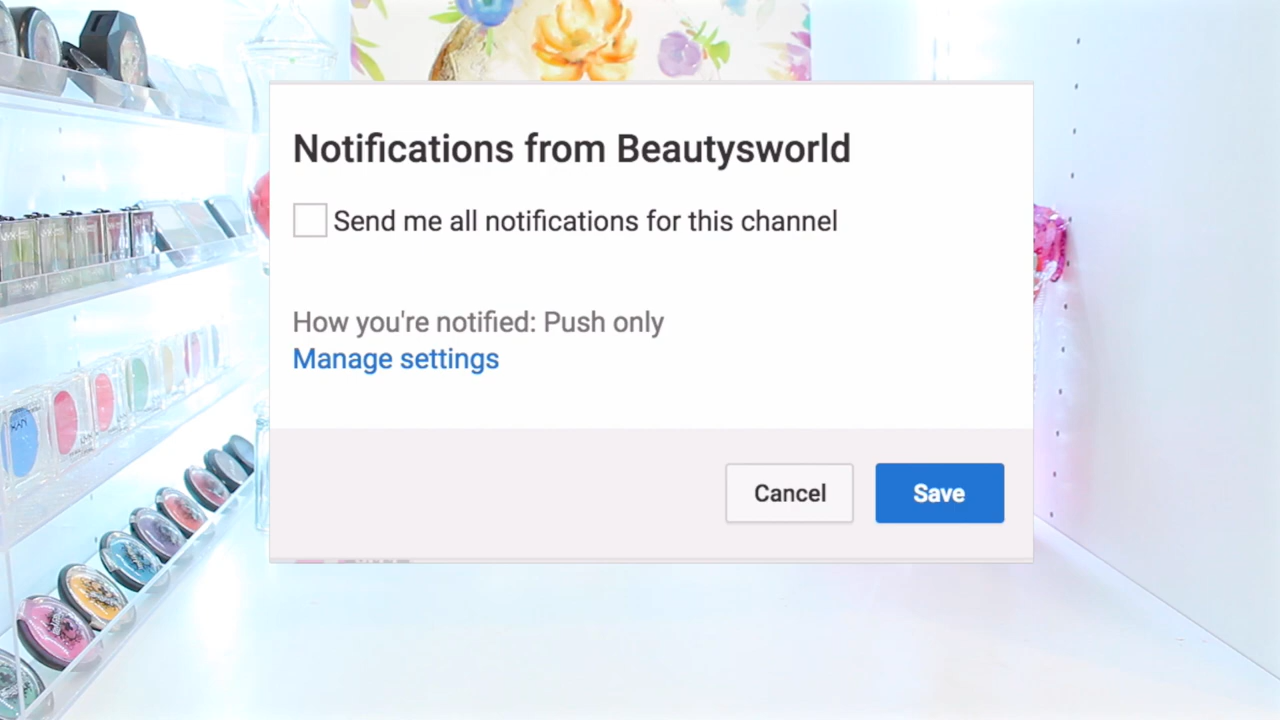 Notifications from Beautysworld
Send me all notifications for this channel
How you're notified: Push only
Manage settings
Cancel
Save